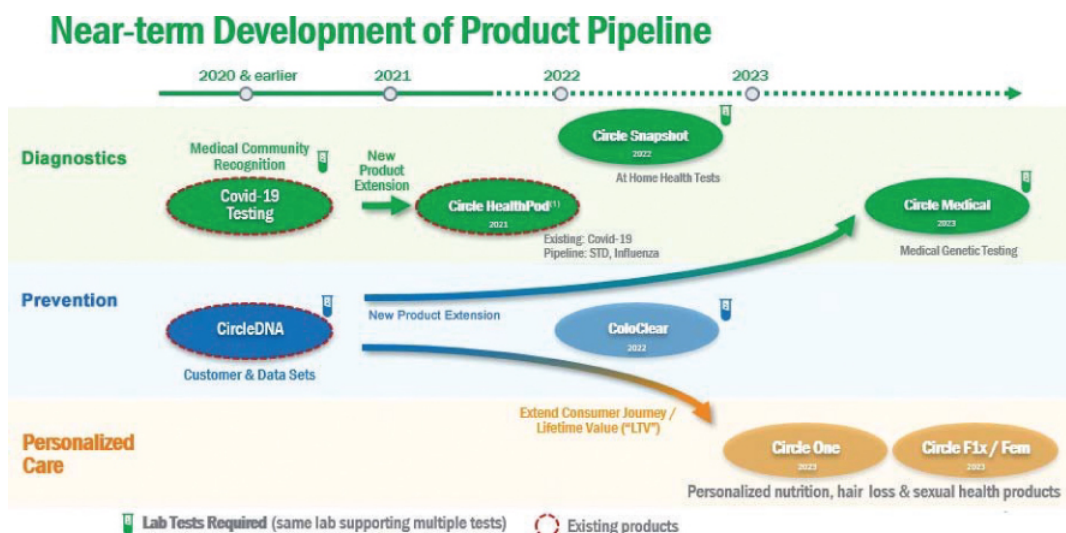 Near-term Development of Product Pipeline
2020 & earlier
2021
2022
2023
Diagnostics
Medical Community
Recognition
Covid-19
Testing
New
Product
Extension
Circle HealthPod(1)
2021
Existing: Covid-19
Pipeline: STD, Influenza
Circle Snapshot
2022
At Home Health Tests
Circle Medical
2023
Medical Genetic Testing
Prevention
CircleDNA
Customer & Data Sets
New Product Extension
ColoClear
2022
Personalized
Care
Extend Consumer Journey /
Lifetime Value (“LTV”)
Circle One
2023
Circle F1x / Fem
2023
Personalized nutrition, hair loss & sexual health products
Lab Tests Required (same lab supporting multiple tests)
Existing products